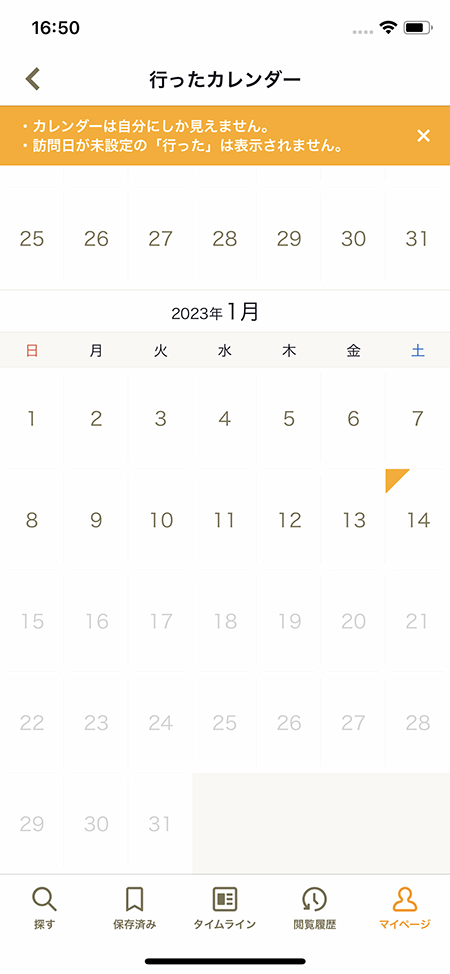 16:50
行ったカレンダー
・カレンダーは自分にしか見えません。
・訪問日が未設定の「行った」は表示されません。
25 26 27 28 29 30 31
2023年1月
日 月 火 水 木 金 土
1 2 3 4 5 6 7
8 9 10 11 12 13 14
15 16 17 18 19 20 21
22 23 24 25 26 27 28
29 30 31
探す 保存済み タイムライン 閲覧履歴 マイページ